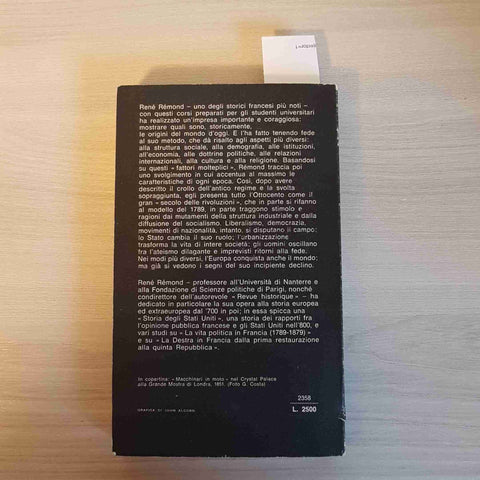 René Rémond – uno degli storici francesi più noti –
con questi corsi preparati per gli studenti universitari
ha realizzato un'impresa importante e coraggiosa:
mostrare quali sono, storicamente,
le origini del mondo d'oggi. E l'ha fatto tenendo fede
al suo metodo, che dà risalto agli aspetti più diversi:
alla struttura sociale, alla demografia, alle istituzioni,
all'economia, alle dottrine politiche, alle relazioni
internazionali, alla cultura e alla religione. Basandosi
su questi « fattori molteplici », Rémond traccia poi
uno svolgimento in cui accentua al massimo le
caratteristiche di ogni epoca. Così, dopo avere
descritto il crollo dell'antico regime e la svolta
sopraggiunta, egli presenta tutto l'Ottocento come il
gran « secolo delle rivoluzioni », che in parte si rifanno
al modello del 1789, in parte traggono stimolo e
ragioni dai mutamenti della struttura industriale e dalla
diffusione del socialismo. Liberalismo, democrazia,
movimenti di nazionalità, intanto, si disputano il campo;
lo Stato cambia il suo ruolo; l'urbanizzazione
trasforma la vita di intere società; gli uomini oscillano
fra l'ateismo dilagante e imprevisti ritorni alla fede.
Nei modi più diversi, l'Europa conquista anche il mondo;
ma già si vedono i segni del suo incipiente declino.
René Rémond – professore all'Università di Nanterre e
alla Fondazione di Scienze politiche di Parigi, nonché
condirettore dell'autorevole « Revue historique » – ha
dedicato in particolare la sua opera alla storia europea
ed extraeuropea dal '700 in poi; in essa spicca una
« Storia degli Stati Uniti », una storia dei rapporti fra
l'opinione pubblica francese e gli Stati Uniti nell'800, e
vari studi su « La vita politica in Francia (1789-1879) »
e su « La Destra in Francia dalla prima restaurazione
alla quinta Repubblica ».
In copertina: « Macchinari in moto » nel Crystal Palace
alla Grande Mostra di Londra, 1851. (Foto G. Costa)
GRAFICA DI JOHN ALCORN
2358
L. 2500